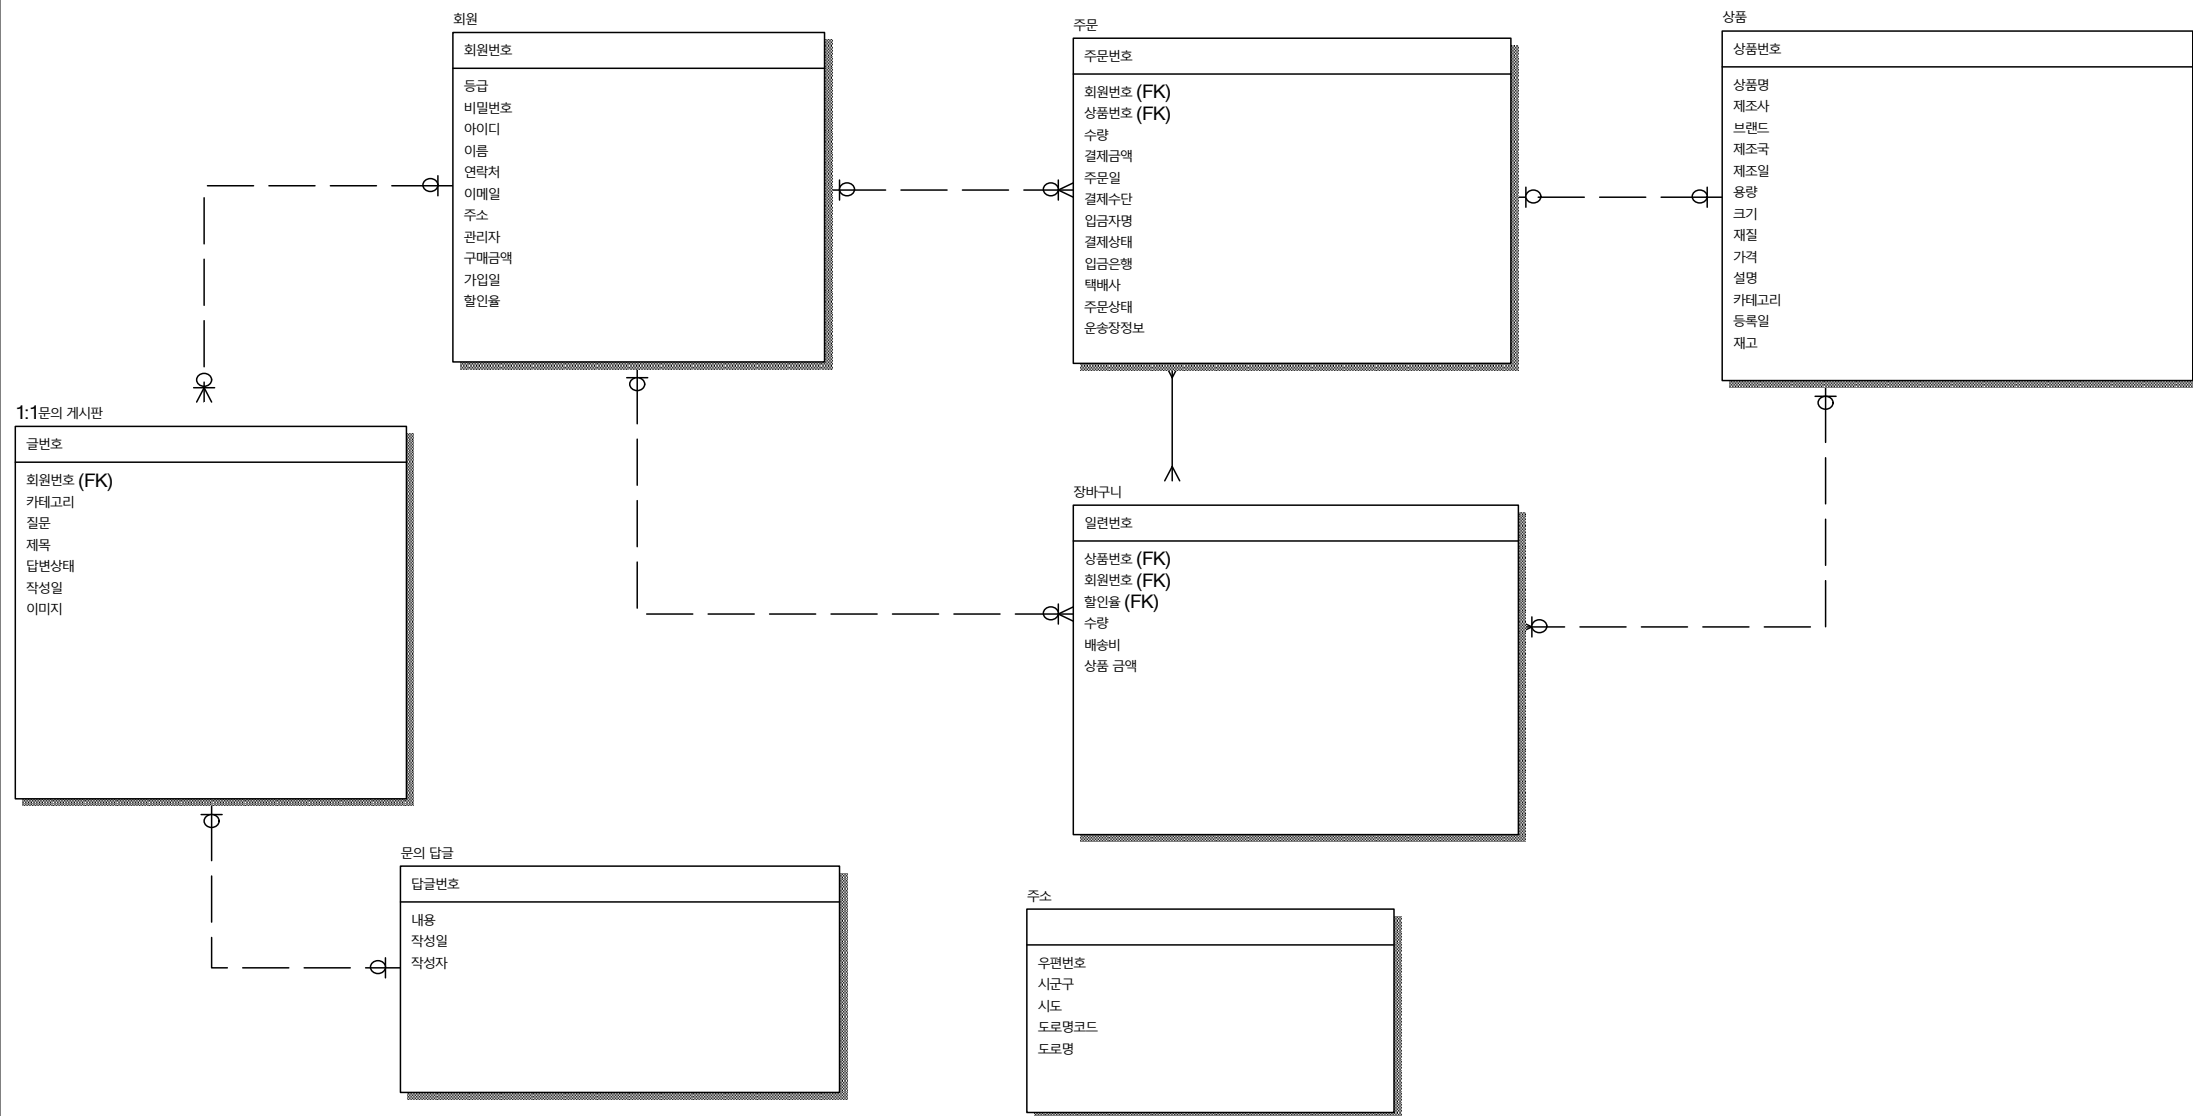 회원
회원번호
등급
비밀번호
아이디
이름
연락처
이메일
주소
관리자
구매금액
가입일
할인율
주문
주문번호
회원번호 (FK)
상품번호 (FK)
수량
결제금액
주문일
결제수단
입금자명
결제상태
입금은행
택배사
주문상태
운송장정보
상품
상품번호
상품명
제조사
브랜드
제조국
제조일
용량
크기
재질
가격
설명
카테고리
등록일
재고
1:1문의 게시판
글번호
회원번호 (FK)
카테고리
질문
제목
답변상태
작성일
이미지
장바구니
일련번호
상품번호 (FK)
회원번호 (FK)
할인율 (FK)
수량
배송비
상품 금액
문의 답글
답글번호
내용
작성일
작성자
주소
우편번호
시군구
시도
도로명코드
도로명